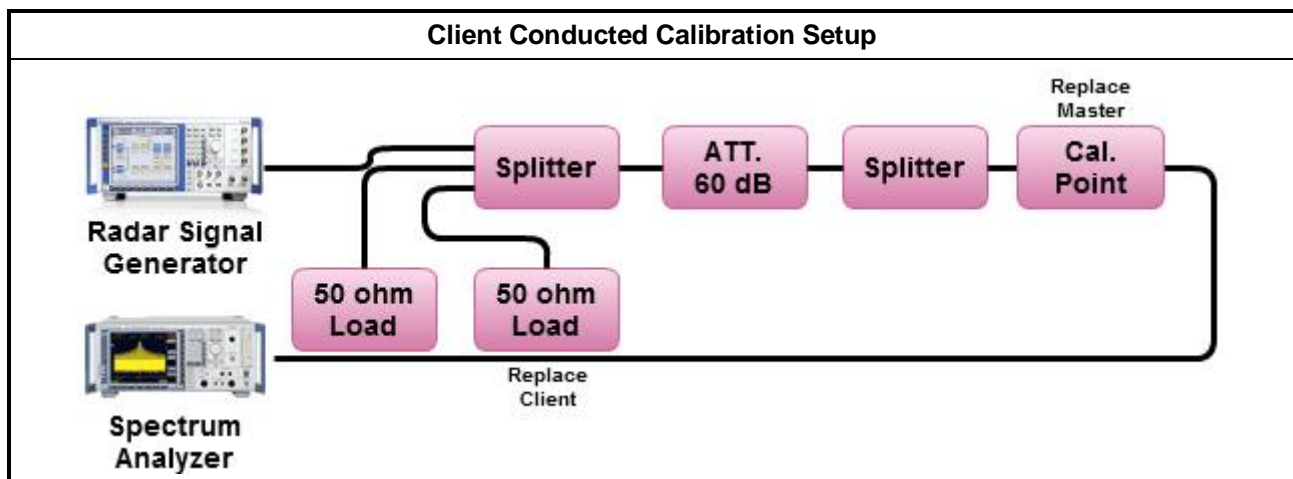 Client Conducted Calibration Setup
Replace
Master
Splitter
ATT.
60 dB
Splitter
Cal.
Point
Radar Signal
Generator
50 ohm
Load
50 ohm
Load
Replace
Client
Spectrum
Analyzer